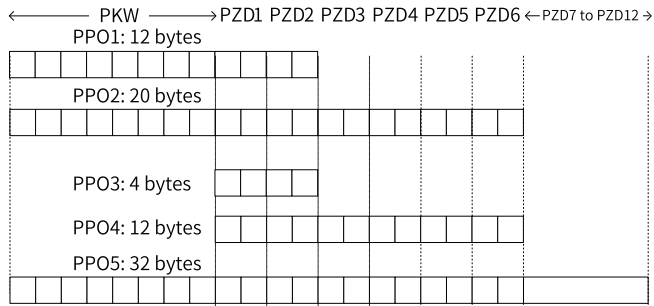 PKW PZD1 PZD2 PZD3 PZD4 PZD5 PZD6 PZD7 to PZD12
PPO1: 12 bytes
PPO2: 20 bytes
PPO3: 4 bytes
PPO4: 12 bytes
PPO5: 32 bytes